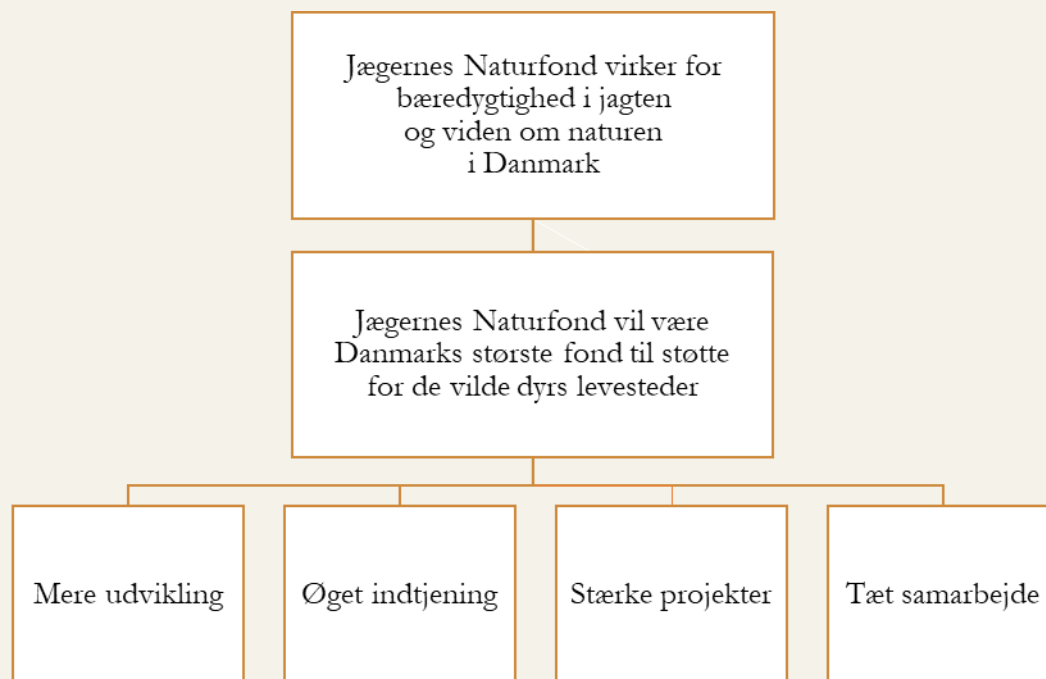 Jægernes Naturfond virker for
bæredygtighed i jagten
og viden om naturen
i Danmark
Jægernes Naturfond vil være
Danmarks største fond til støtte
for de vilde dyrs levesteder
Mere udvikling
Øget indtjening
Stærke projekter
Tæt samarbejde